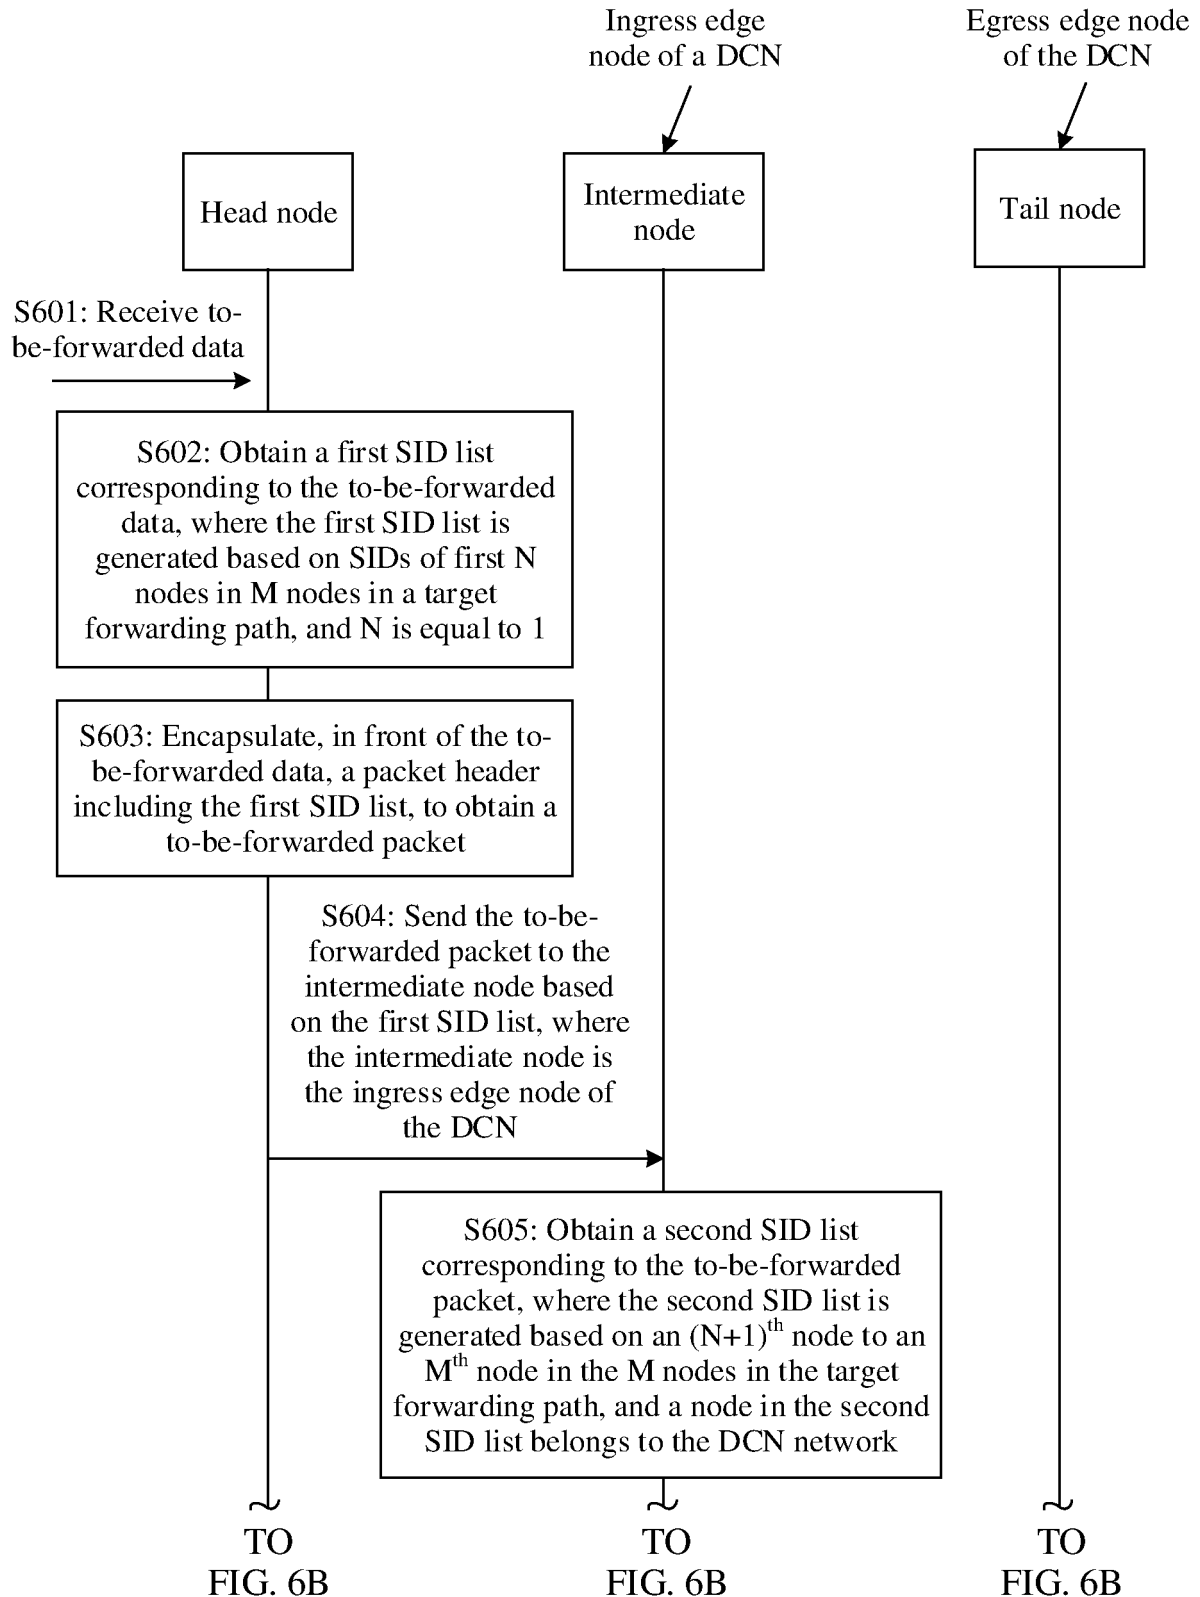 Ingress edge
node of a DCN
Egress edge node
of the DCN
Head node
Intermediate
node
Tail node
S601: Receive to-
be-forwarded data
S602: Obtain a first SID list
corresponding to the to-be-forwarded
data, where the first SID list is
generated based on SIDs of first N
nodes in M nodes in a target
forwarding path, and N is equal to 1
S603: Encapsulate, in front of the to-
be-forwarded data, a packet header
including the first SID list, to obtain a
to-be-forwarded packet
S604: Send the to-be-
forwarded packet to the
intermediate node based
on the first SID list, where
the intermediate node is
the ingress edge node of
the DCN
S605: Obtain a second SID list
corresponding to the to-be-forwarded
packet, where the second SID list is
generated based on an (N+1)th node to an
Mth node in the M nodes in the target
forwarding path, and a node in the second
SID list belongs to the DCN network
TO
FIG. 6B
TO
FIG. 6B
TO
FIG. 6B